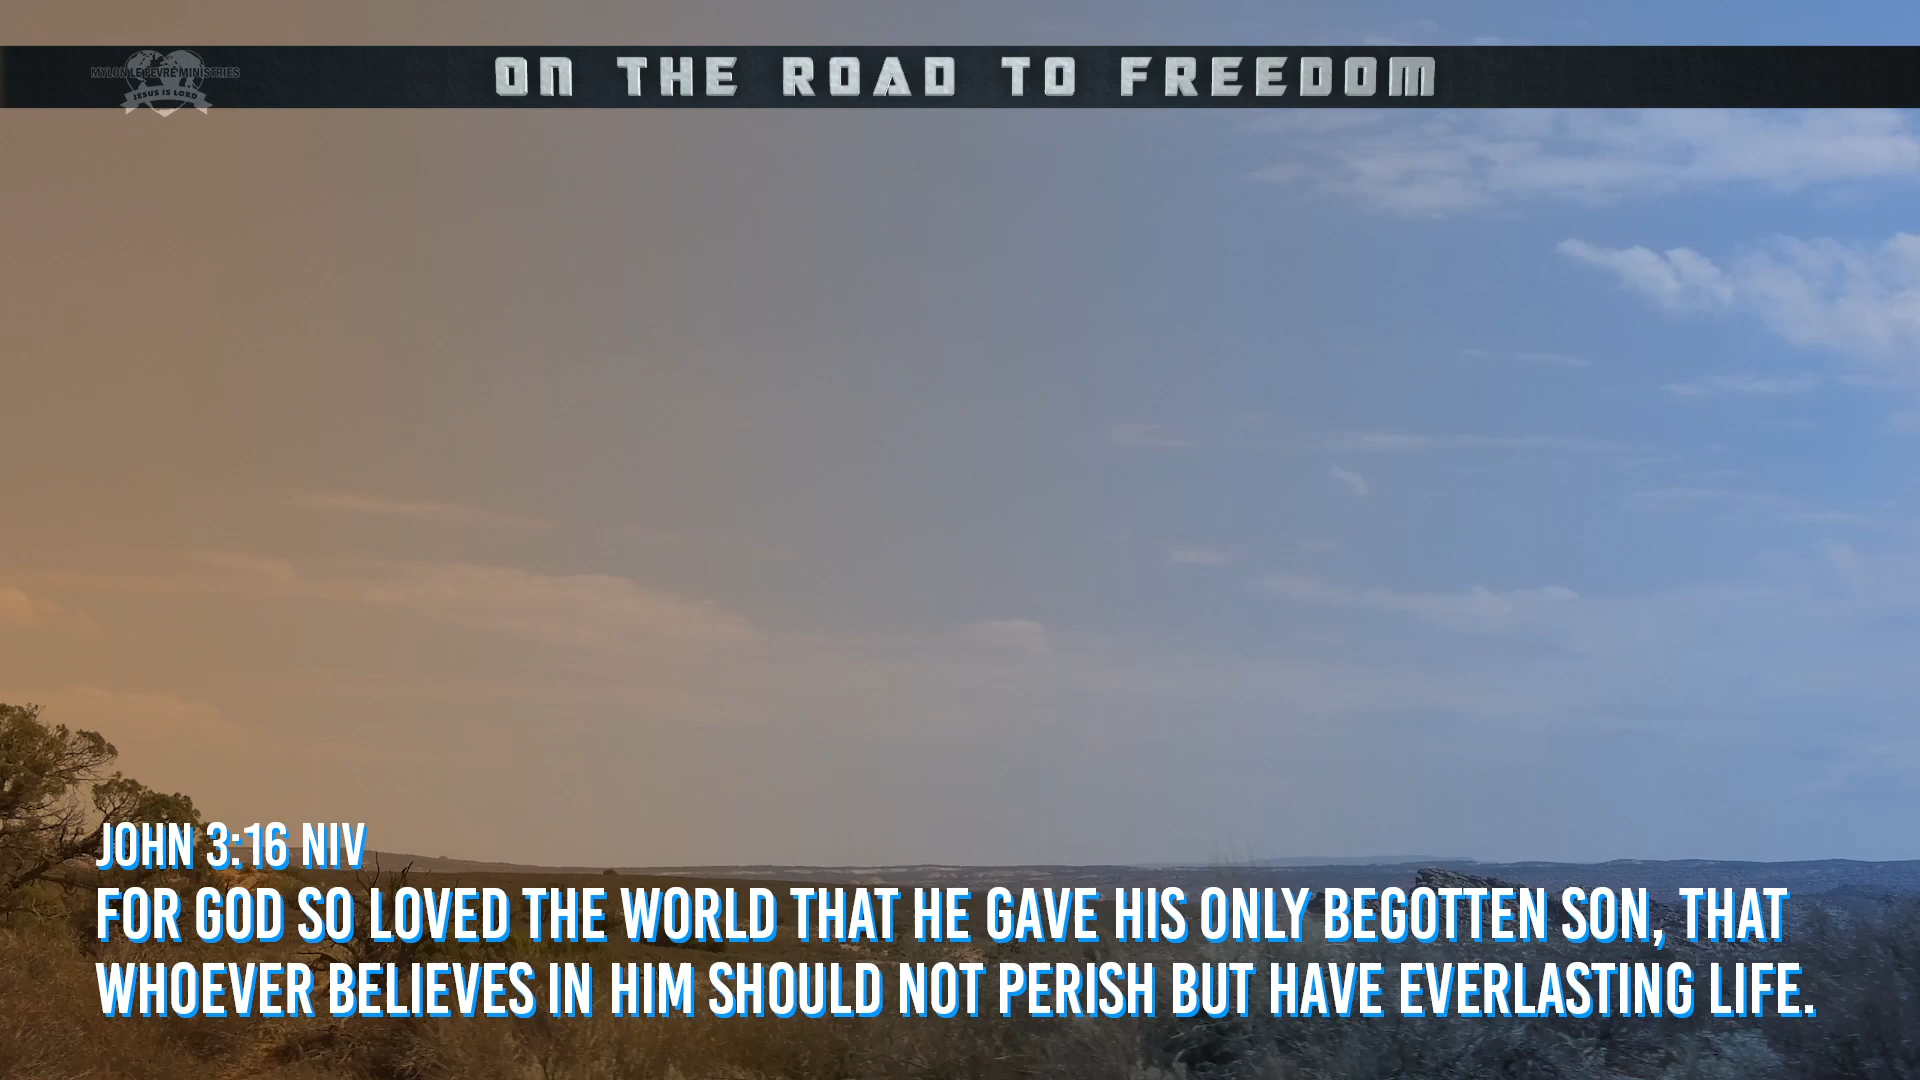 MYLON LE FEVRE MINISTRIES
JESUS IS LORD
ON THE ROAD TO FREEDOM
JOHN 3:16 NIV
FOR GOD SO LOVED THE WORLD THAT HE GAVE HIS ONLY BEGOTTEN SON, THAT
WHOEVER BELIEVES IN HIM SHOULD NOT PERISH BUT HAVE EVERLASTING LIFE.